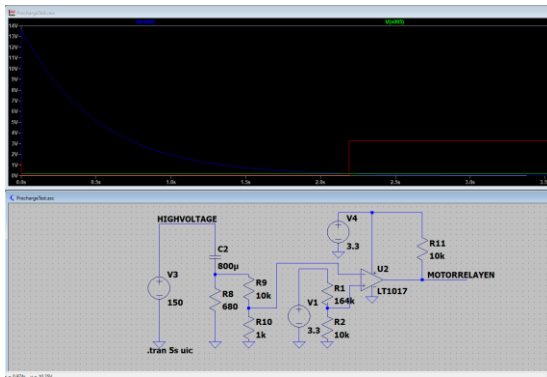 PrechargeTest.asc
14V
13V
12V
11V
10V
9V
8V
7V
6V
5V
4V
3V
2V
1V
0V
0.0s 0.5s 1.0s 1.5s 2.0s 2.5s 3.0s 3.5s
PrechargeTest.asc
HIGHVOLTAGE
V4
3.3
C2
800µ
R11
10k
V3
150
R9
10k
U2
MOTORRELAYEN
R8
680
R1
164k
LT1017
V1
3.3
R10
1k
R2
10k
.tran 5s uic